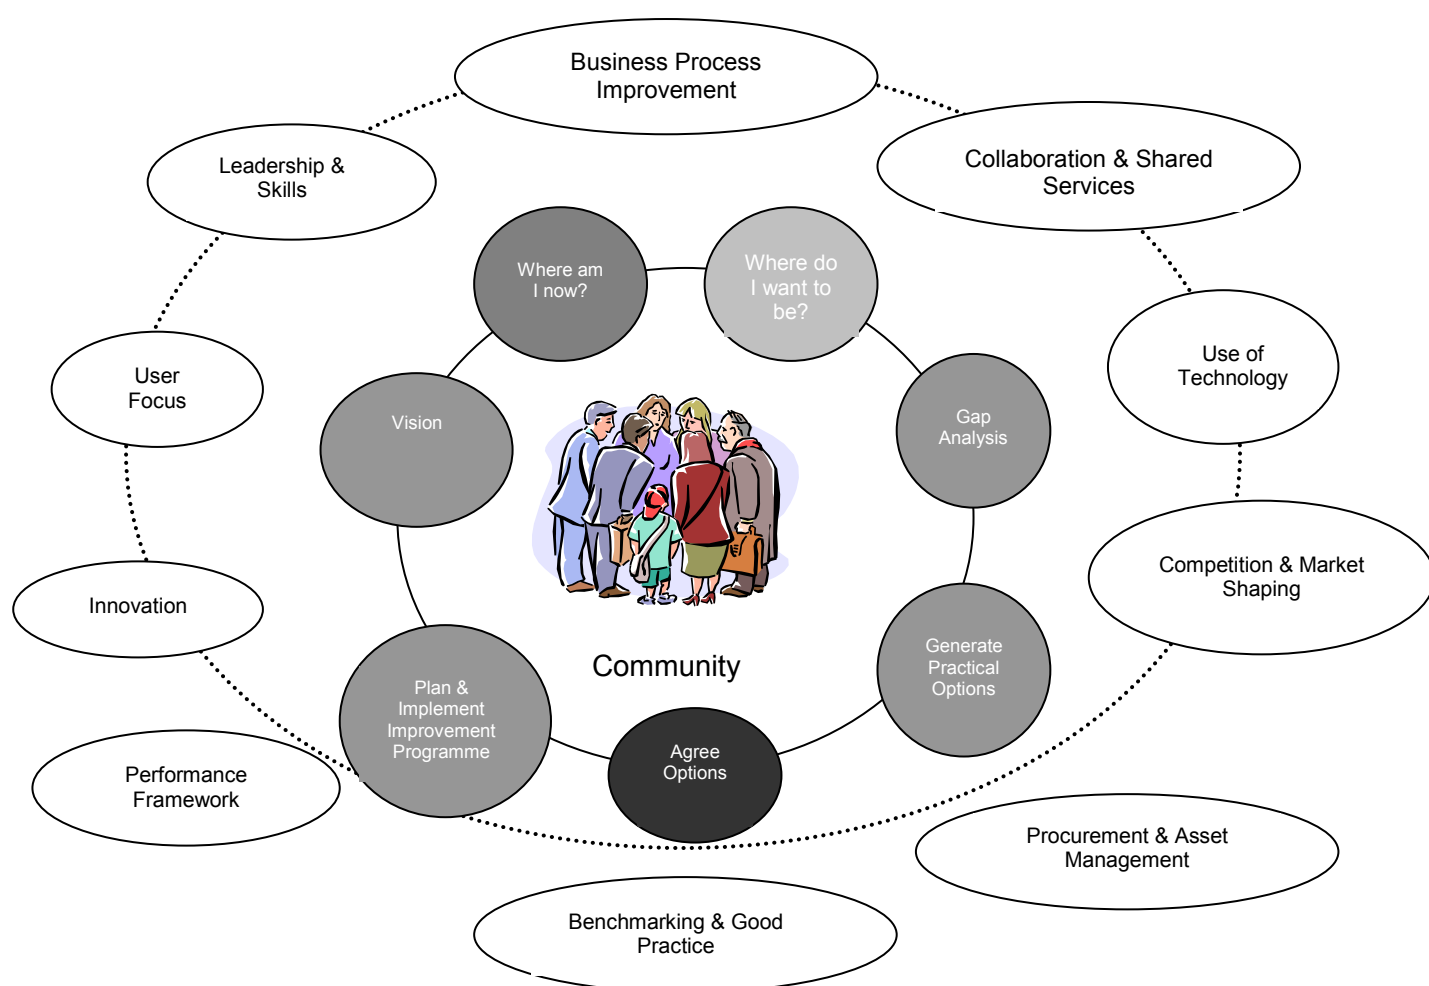 Business Process
Improvement
Leadership &
Skills
Collaboration & Shared
Services
Where am
I now?
Where do
I want to
be?
User
Focus
Use of
Technology
Vision
Gap
Analysis
Innovation
Competition & Market
Shaping
Community
Generate
Practical
Options
Plan &
Implement
Improvement
Programme
Agree
Options
Performance
Framework
Procurement & Asset
Management
Benchmarking & Good
Practice